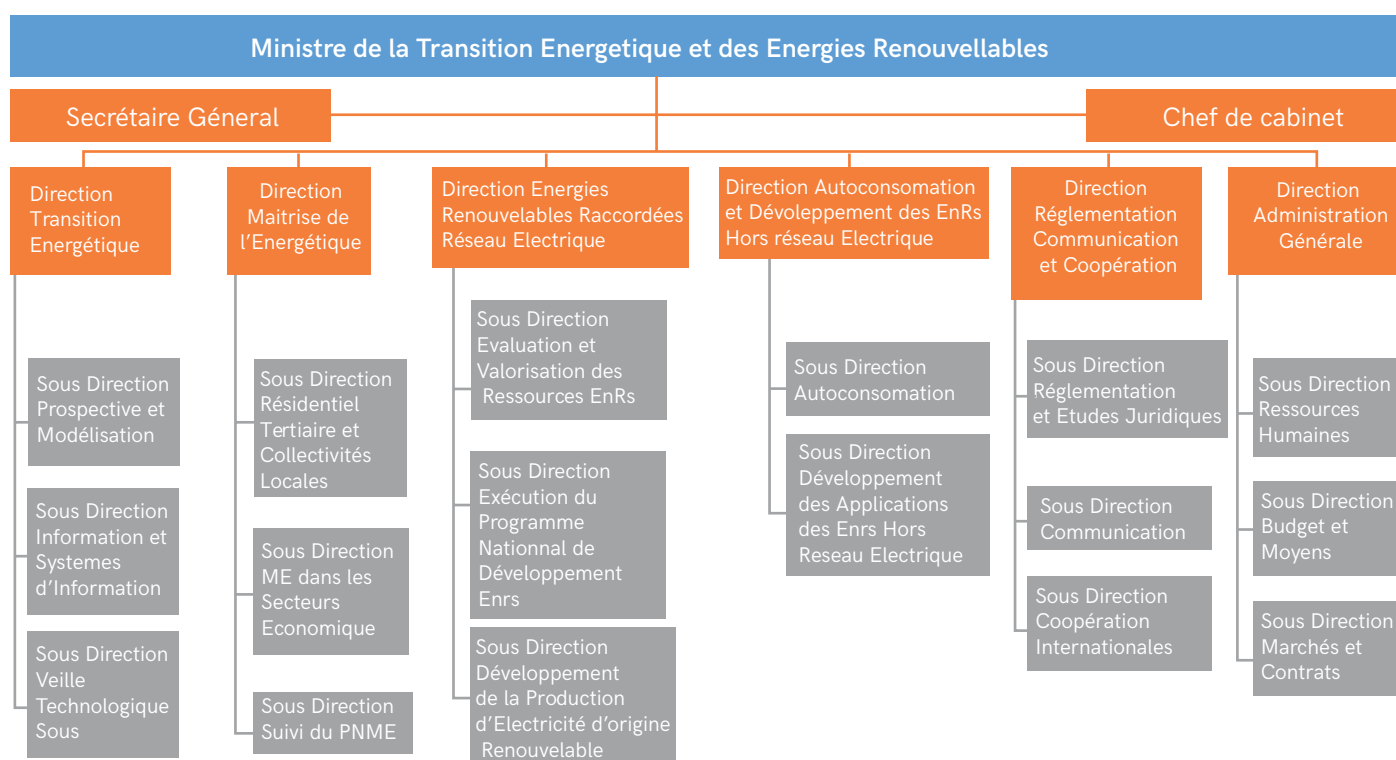 Ministre de la Transition Energetique et des Energies Renouvellables
Secrétaire Géneral
Chef de cabinet
Direction
Transition
Energétique
Direction
Maitrise de
l'Energétique
Direction Energies
Renouvelables Raccordées
Réseau Electrique
Direction Autoconsomation
et Dévoleppement des EnRs
Hors réseau Electrique
Direction
Réglementation
Communication
et Coopération
Direction
Administration
Générale
Sous Direction
Prospective et
Modélisation
Sous Direction
Information et
Systemes
d'Information
Sous Direction
Veille
Technologique
Sous
Sous Direction
Résidentiel
Tertiaire et
Collectivités
Locales
Sous Direction
ME dans les
Secteurs
Economique
Sous Direction
Suivi du PNME
Sous Direction
Evaluation et
Valorisation des
Ressources EnRs
Sous Direction
Exécution du
Programme
Nationnal de
Développement
Enrs
Sous Direction
Développement
de la Production
d'Electricité d'origine
Renouvelable
Sous Direction
Autoconsomation
Sous Direction
Développement
des Applications
des Enrs Hors
Reseau Electrique
Sous Direction
Réglementation
et Etudes Juridiques
Sous Direction
Communication
Sous Direction
Coopération
Internationales
Sous Direction
Ressources
Humaines
Sous Direction
Budget et
Moyens
Sous Direction
Marchés et
Contrats